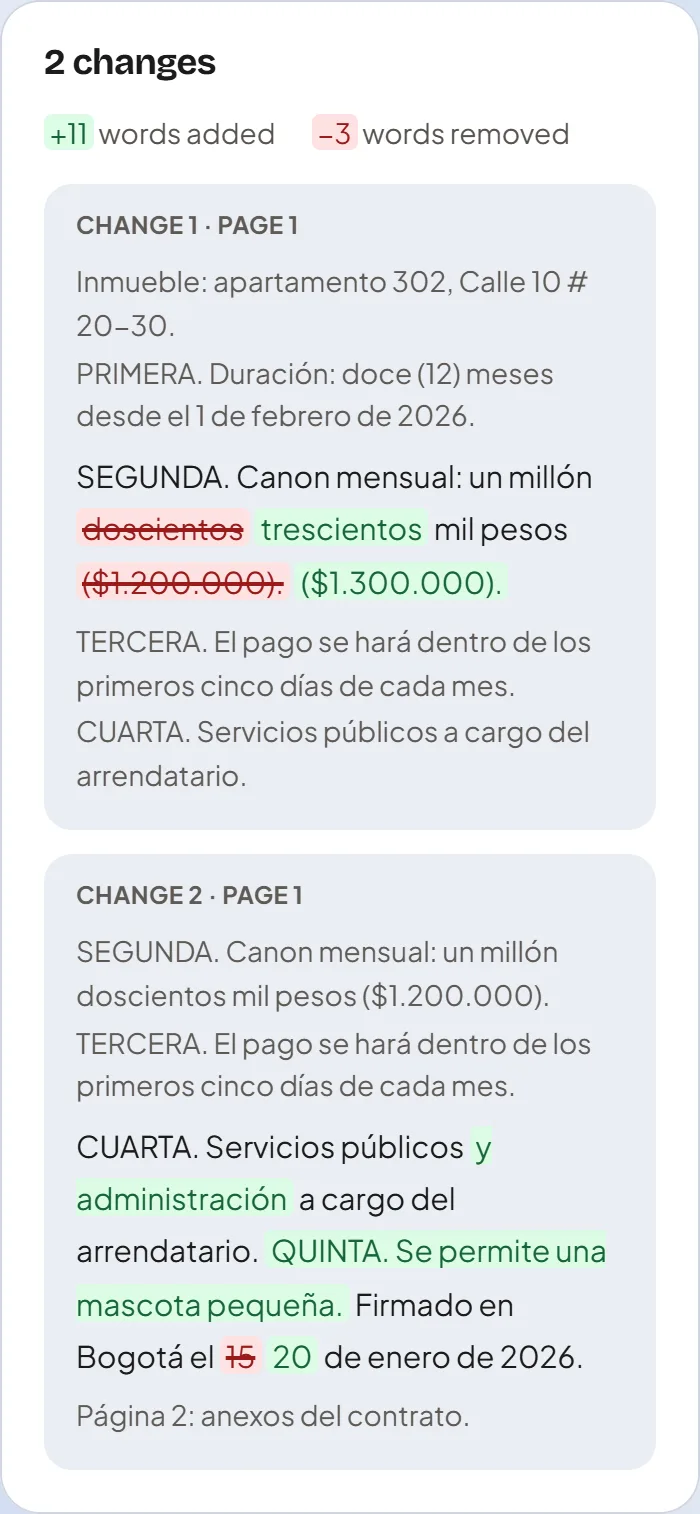 2 changes
+11 words added −3 words removed
CHANGE 1 · PAGE 1
Inmueble: apartamento 302, Calle 10 #
20–30.
PRIMERA. Duración: doce (12) meses
desde el 1 de febrero de 2026.
SEGUNDA. Canon mensual: un millón
doscientos trescientos mil pesos
($1.200.000). ($1.300.000).
TERCERA. El pago se hará dentro de los
primeros cinco días de cada mes.
CUARTA. Servicios públicos a cargo del
arrendatario.
CHANGE 2 · PAGE 1
SEGUNDA. Canon mensual: un millón
doscientos mil pesos ($1.200.000).
TERCERA. El pago se hará dentro de los
primeros cinco días de cada mes.
CUARTA. Servicios públicos y
administración a cargo del
arrendatario. QUINTA. Se permite una
mascota pequeña. Firmado en
Bogotá el 15 20 de enero de 2026.
Página 2: anexos del contrato.